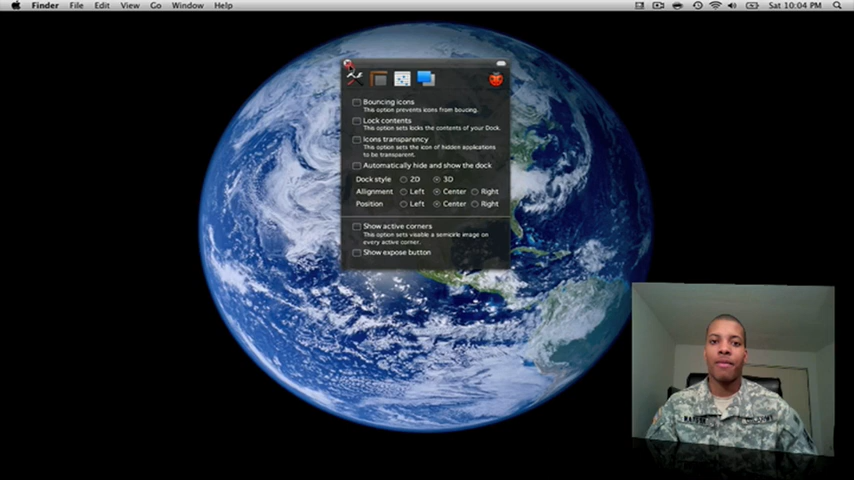 Finder File Edit View Go Window Help Sat 10:04 PM
Bouncing icons
This option prevents icons from boucing.
Lock contents
This option sets locks the contents of your Dock.
Icons transparency
This option sets the icon of hidden applications
to be transparent.
Automatically hide and show the dock
Dock style 2D 3D
Alignment Left Center Right
Position Left Center Right
Show active corners
This option sets visable a semicirle image on
every active corner.
Show expose button